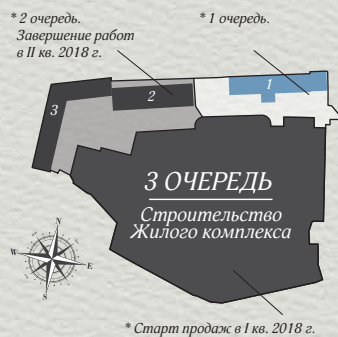 * 2 очередь.
Завершение работ
в II кв. 2018 г.
* 1 очередь.
1
2
3
3 ОЧЕРЕДЬ
Строительство
Жилого комплекса
N
W
E
S
* Старт продаж в I кв. 2018 г.